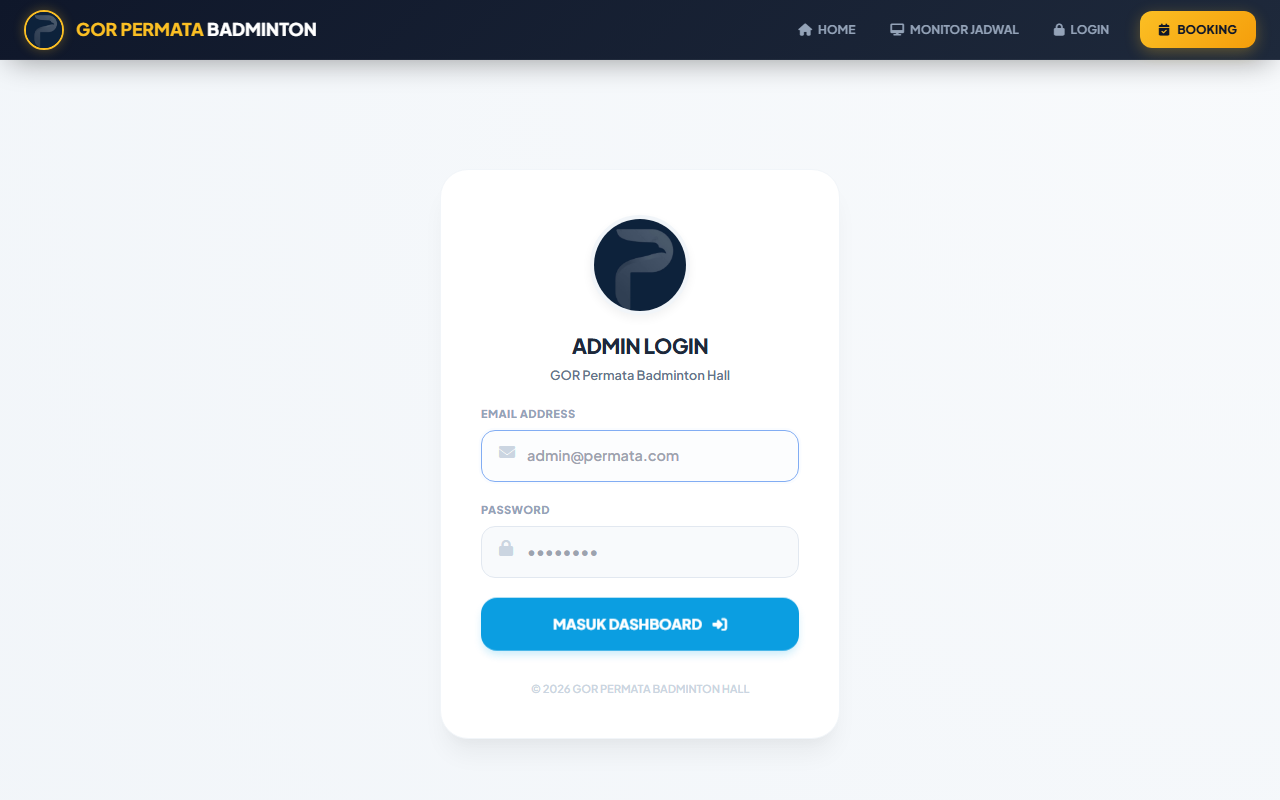 GOR PERMATA BADMINTON
HOME
MONITOR JADWAL
LOGIN
BOOKING
ADMIN LOGIN
GOR Permata Badminton Hall
EMAIL ADDRESS
admin@permata.com
PASSWORD
••••••••
MASUK DASHBOARD
© 2026 GOR PERMATA BADMINTON HALL